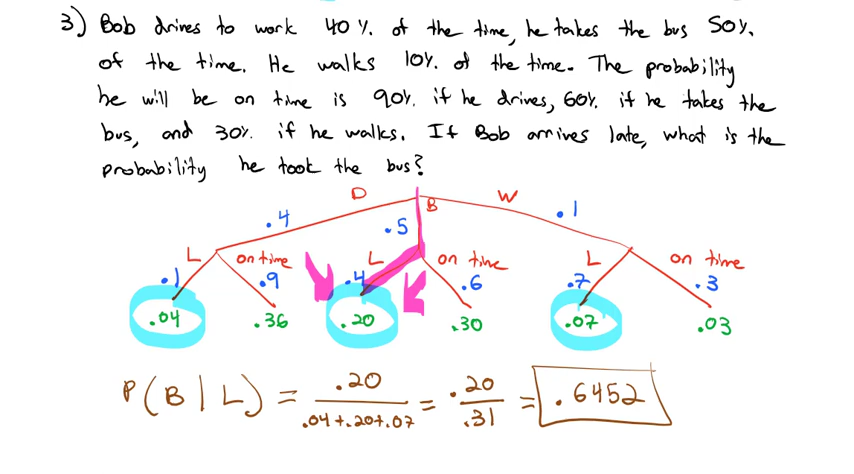 3) Bob drives to work 40% of the time, he takes the bus 50%
of the time. He walks 10% of the time. The probability
he will be on time is 90% if he drives, 60% if he takes the
bus, and 30% if he walks. If Bob arrives late, what is the
probability he took the bus?
D B W
.4 .5 .1
L on time L on time L on time
.1 .9 .4 .6 .7 .3
.04 .36 .20 .30 .07 .03
P(B|L) = .20 / .04+.20+.07 = .20 / .31 = .6452